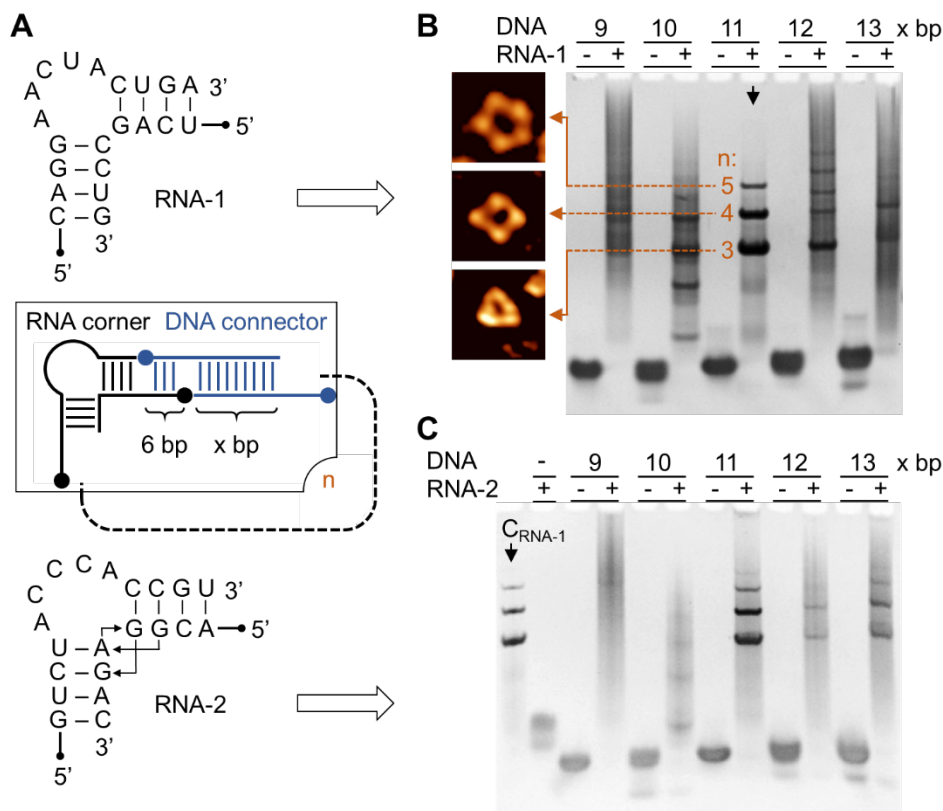 A
U
C A
A C U G A 3'
A
A G A C U 5'
G – C
G – C
A U
C – G
3'
5'
RNA-1
RNA corner DNA connector
6 bp x bp
n
C C A
C C G U 3'
C
A G G C A 5'
U – A
C – G
U – A
G – C
3'
5'
RNA-2
B
DNA 9 10 11 12 13 x bp
RNA-1 - + - + - + - + - +
n:
5
4
3
C
DNA - 9 10 11 12 13 x bp
RNA-2 + - + - + - + - + - +
C RNA-1